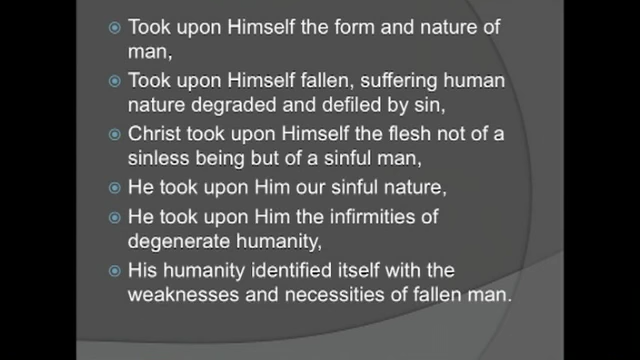 Took upon Himself the form and nature of
man,
Took upon Himself fallen, suffering human
nature degraded and defiled by sin,
Christ took upon Himself the flesh not of a
sinless being but of a sinful man,
He took upon Him our sinful nature,
He took upon Him the infirmities of
degenerate humanity,
His humanity identified itself with the
weaknesses and necessities of fallen man.